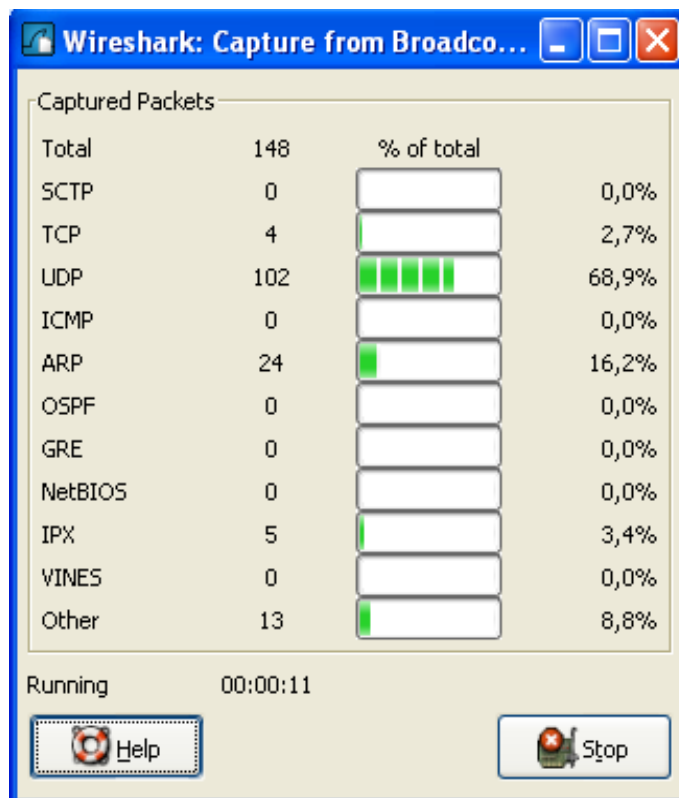 Wireshark: Capture from Broadco...
Captured Packets
Total 148 % of total
SCTP 0 0,0%
TCP 4 2,7%
UDP 102 68,9%
ICMP 0 0,0%
ARP 24 16,2%
OSPF 0 0,0%
GRE 0 0,0%
NetBIOS 0 0,0%
IPX 5 3,4%
VINES 0 0,0%
Other 13 8,8%
Running 00:00:11
Help Stop